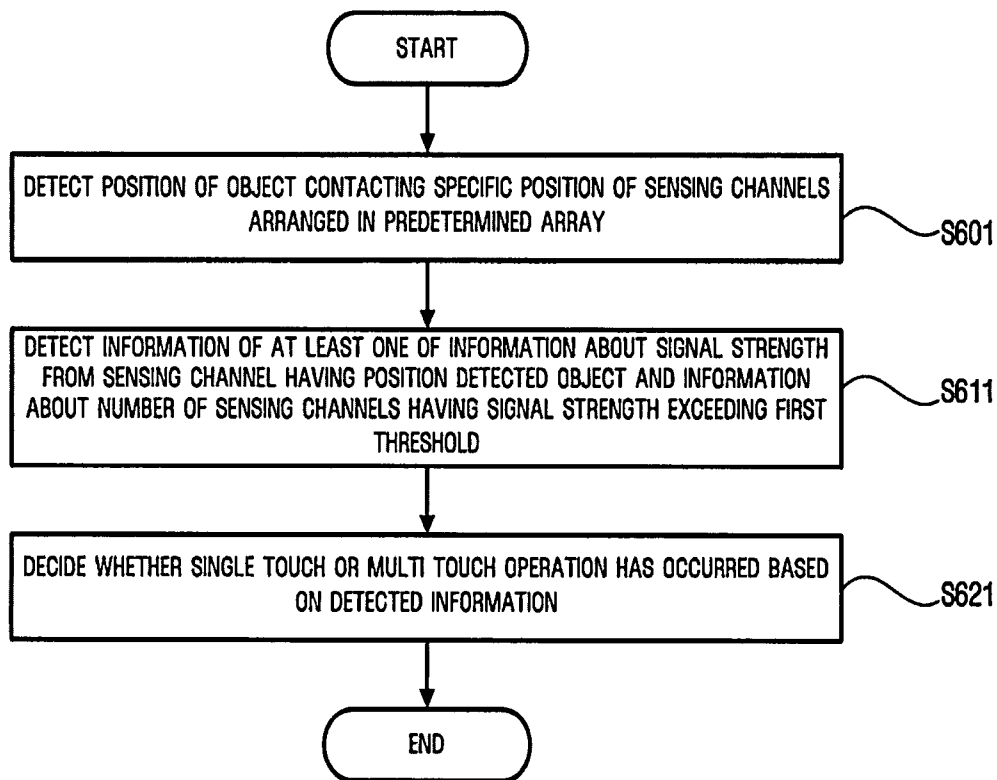 START
DETECT POSITION OF OBJECT CONTACTING SPECIFIC POSITION OF SENSING CHANNELS
ARRANGED IN PREDETERMINED ARRAY
S601
DETECT INFORMATION OF AT LEAST ONE OF INFORMATION ABOUT SIGNAL STRENGTH
FROM SENSING CHANNEL HAVING POSITION DETECTED OBJECT AND INFORMATION
ABOUT NUMBER OF SENSING CHANNELS HAVING SIGNAL STRENGTH EXCEEDING FIRST
THRESHOLD
S611
DECIDE WHETHER SINGLE TOUCH OR MULTI TOUCH OPERATION HAS OCCURRED BASED
ON DETECTED INFORMATION
S621
END